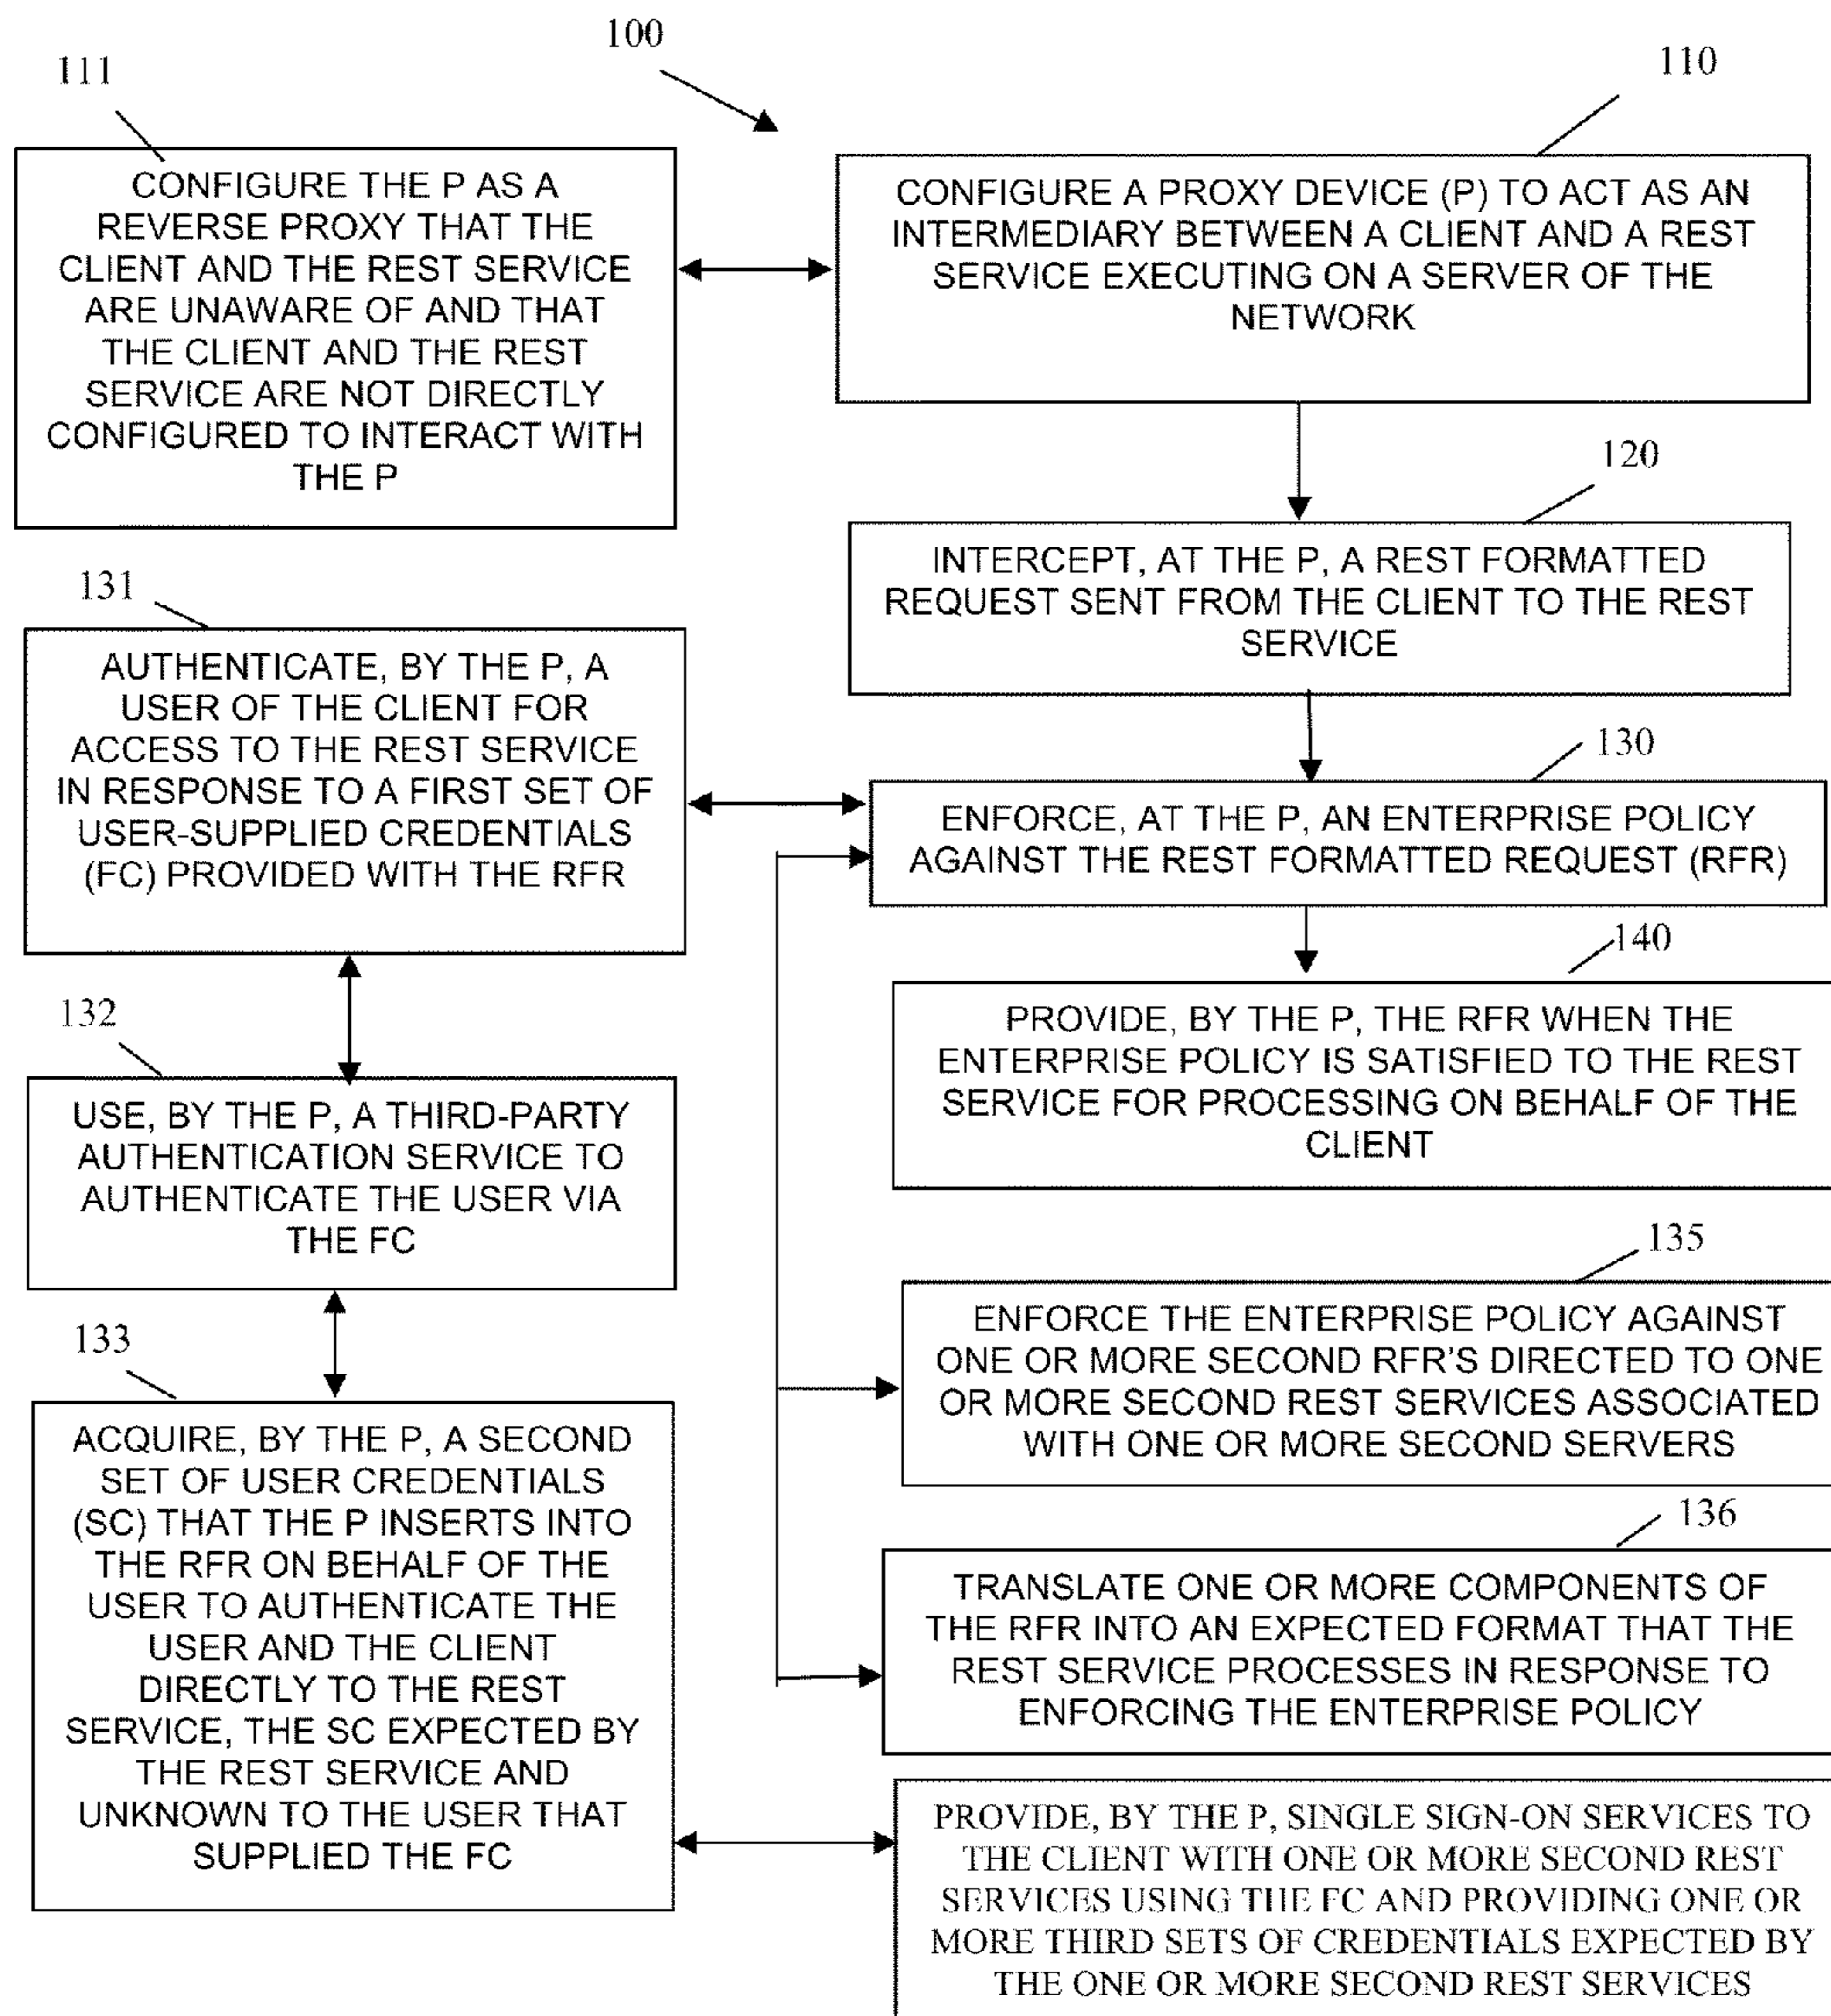 100
111
110
CONFIGURE THE P AS A
REVERSE PROXY THAT THE
CLIENT AND THE REST SERVICE
ARE UNAWARE OF AND THAT
THE CLIENT AND THE REST
SERVICE ARE NOT DIRECTLY
CONFIGURED TO INTERACT WITH
THE P
CONFIGURE A PROXY DEVICE (P) TO ACT AS AN
INTERMEDIARY BETWEEN A CLIENT AND A REST
SERVICE EXECUTING ON A SERVER OF THE
NETWORK
120
INTERCEPT, AT THE P, A REST FORMATTED
REQUEST SENT FROM THE CLIENT TO THE REST
SERVICE
131
AUTHENTICATE, BY THE P, A
USER OF THE CLIENT FOR
ACCESS TO THE REST SERVICE
IN RESPONSE TO A FIRST SET OF
USER-SUPPLIED CREDENTIALS
(FC) PROVIDED WITH THE RFR
130
ENFORCE, AT THE P, AN ENTERPRISE POLICY
AGAINST THE REST FORMATTED REQUEST (RFR)
140
PROVIDE, BY THE P, THE RFR WHEN THE
ENTERPRISE POLICY IS SATISFIED TO THE REST
SERVICE FOR PROCESSING ON BEHALF OF THE
CLIENT
132
USE, BY THE P, A THIRD-PARTY
AUTHENTICATION SERVICE TO
AUTHENTICATE THE USER VIA
THE FC
135
ENFORCE THE ENTERPRISE POLICY AGAINST
ONE OR MORE SECOND RFR'S DIRECTED TO ONE
OR MORE SECOND REST SERVICES ASSOCIATED
WITH ONE OR MORE SECOND SERVERS
133
ACQUIRE, BY THE P, A SECOND
SET OF USER CREDENTIALS
(SC) THAT THE P INSERTS INTO
THE RFR ON BEHALF OF THE
USER TO AUTHENTICATE THE
USER AND THE CLIENT
DIRECTLY TO THE REST
SERVICE, THE SC EXPECTED BY
THE REST SERVICE AND
UNKNOWN TO THE USER THAT
SUPPLIED THE FC
136
TRANSLATE ONE OR MORE COMPONENTS OF
THE RFR INTO AN EXPECTED FORMAT THAT THE
REST SERVICE PROCESSES IN RESPONSE TO
ENFORCING THE ENTERPRISE POLICY
PROVIDE, BY THE P, SINGLE SIGN-ON SERVICES TO
THE CLIENT WITH ONE OR MORE SECOND REST
SERVICES USING THE FC AND PROVIDING ONE OR
MORE THIRD SETS OF CREDENTIALS EXPECTED BY
THE ONE OR MORE SECOND REST SERVICES